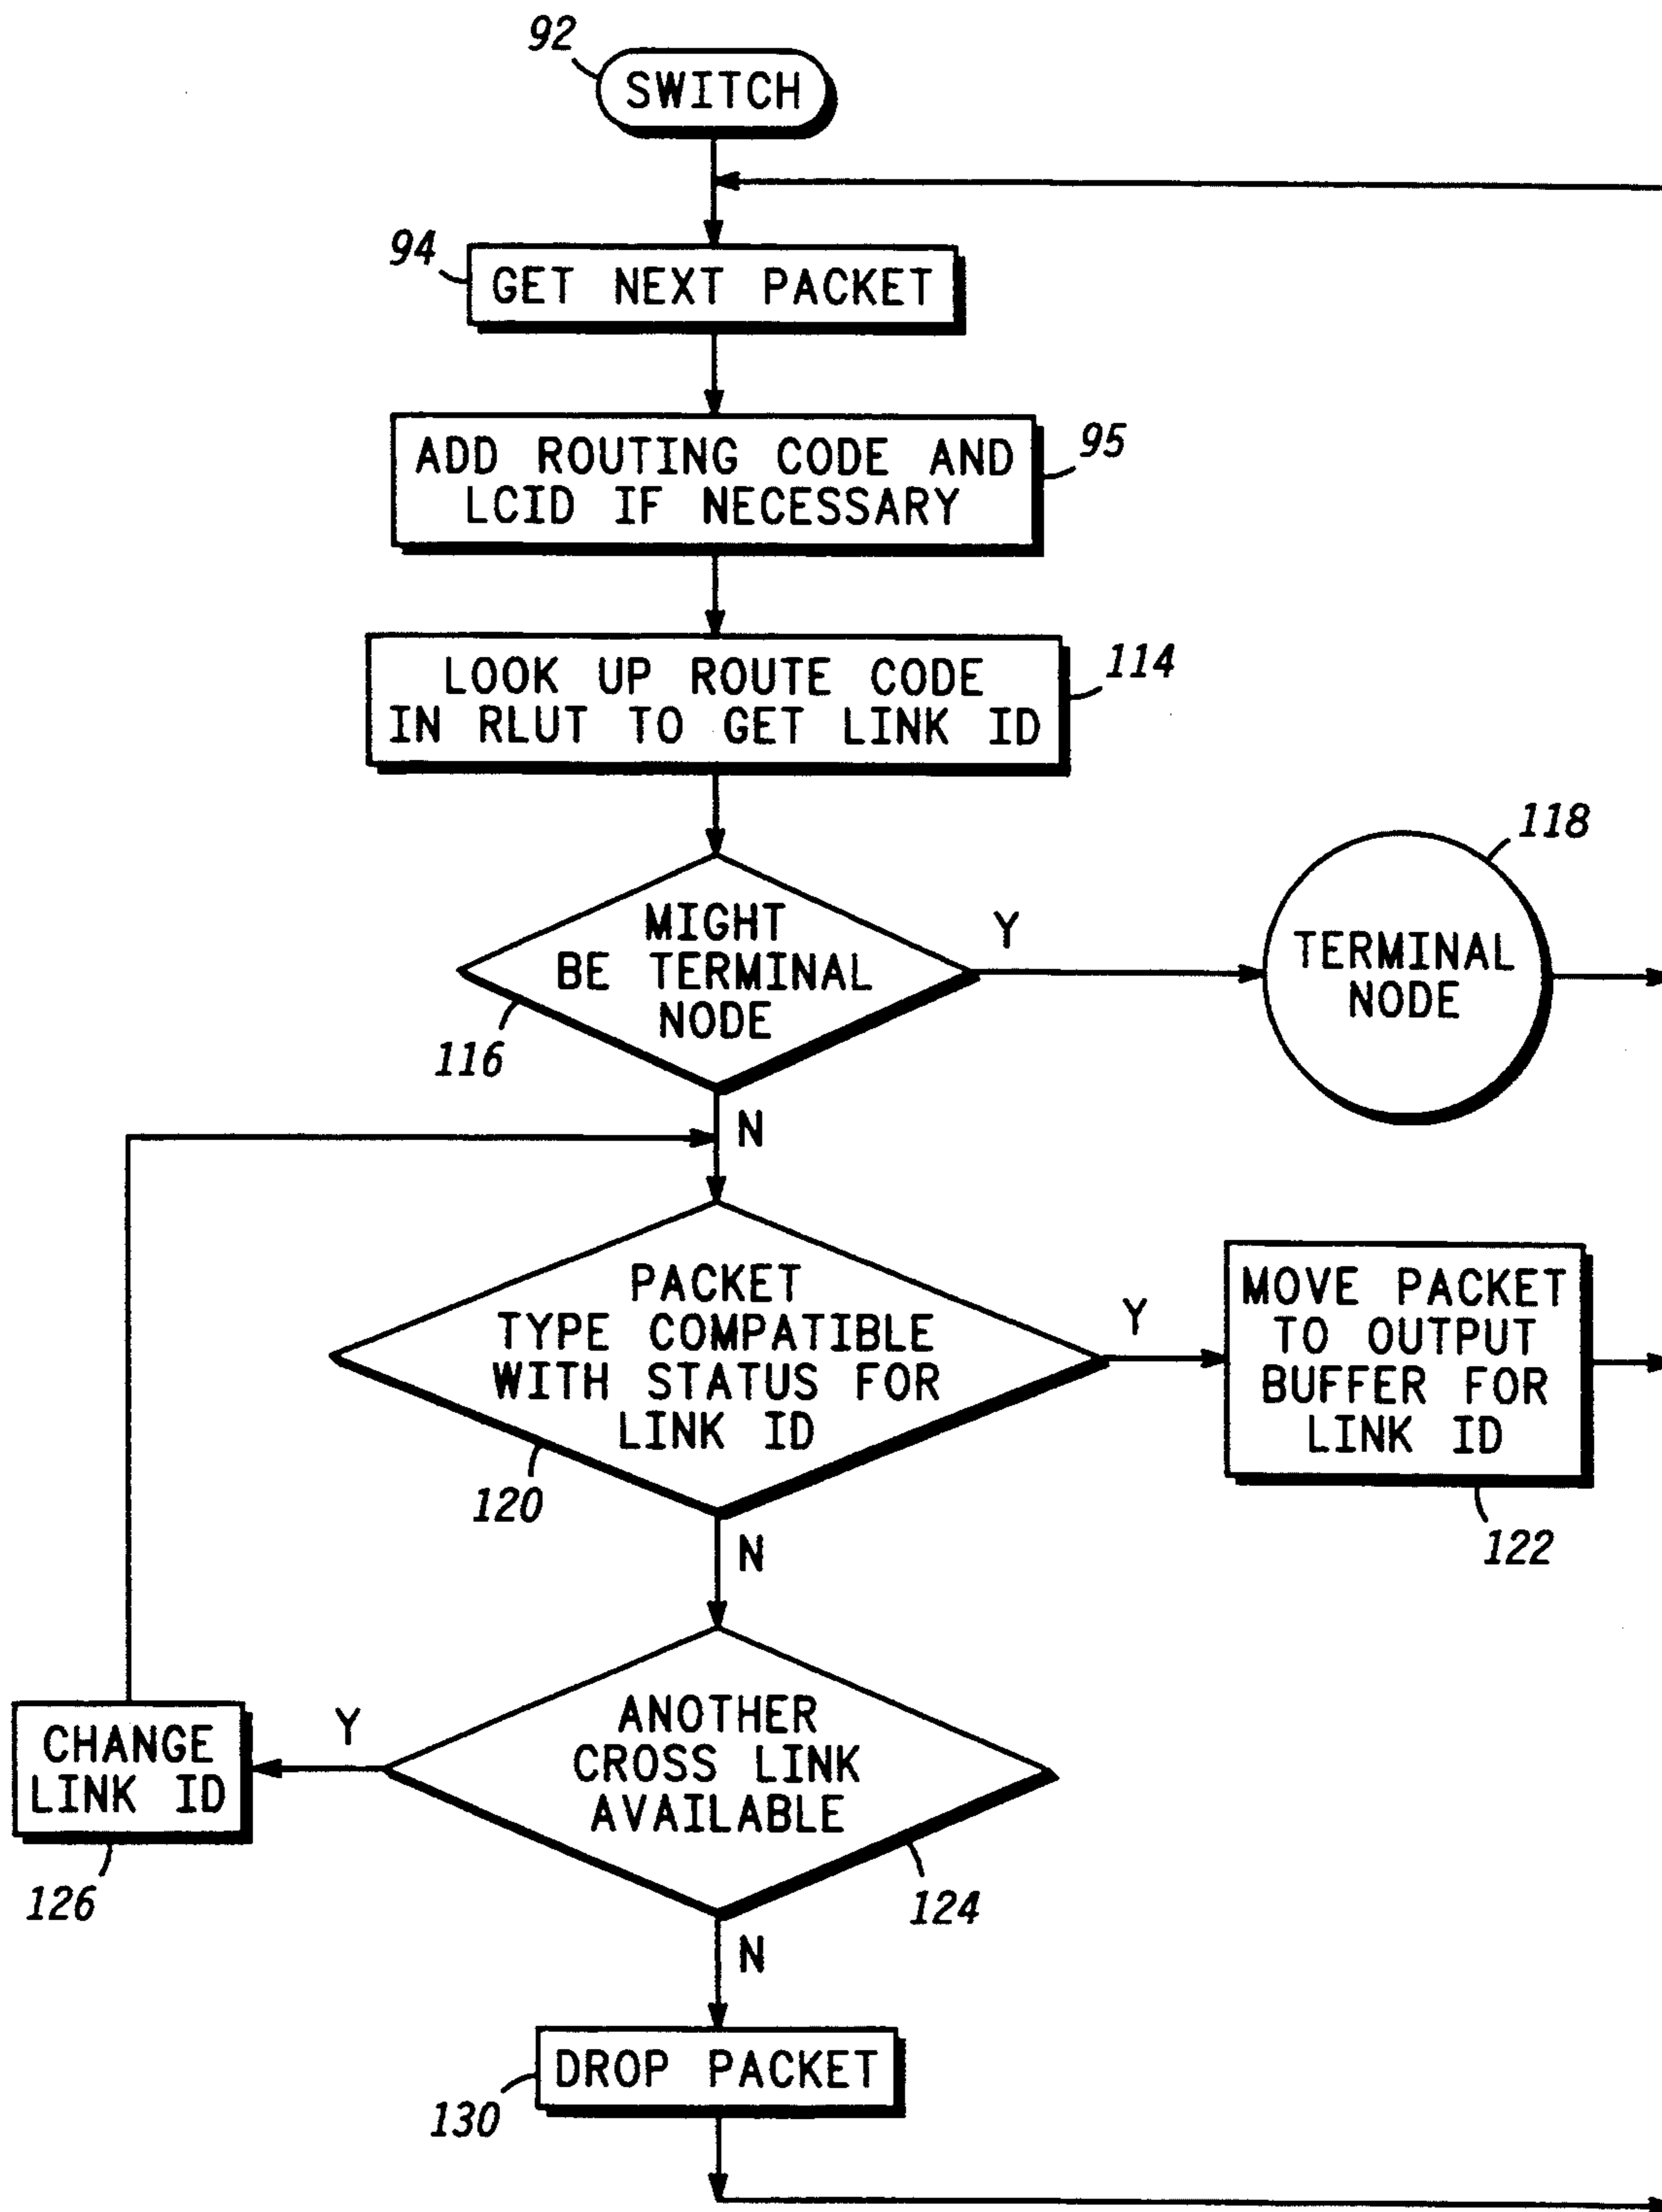 92
SWITCH
94
GET NEXT PACKET
95
ADD ROUTING CODE AND
LCID IF NECESSARY
114
LOOK UP ROUTE CODE
IN RLUT TO GET LINK ID
118
MIGHT
BE TERMINAL
NODE
Y
TERMINAL
NODE
116
N
PACKET
TYPE COMPATIBLE
WITH STATUS FOR
LINK ID
Y
MOVE PACKET
TO OUTPUT
BUFFER FOR
LINK ID
120
122
N
ANOTHER
CROSS LINK
AVAILABLE
Y
CHANGE
LINK ID
126
124
N
DROP PACKET
130